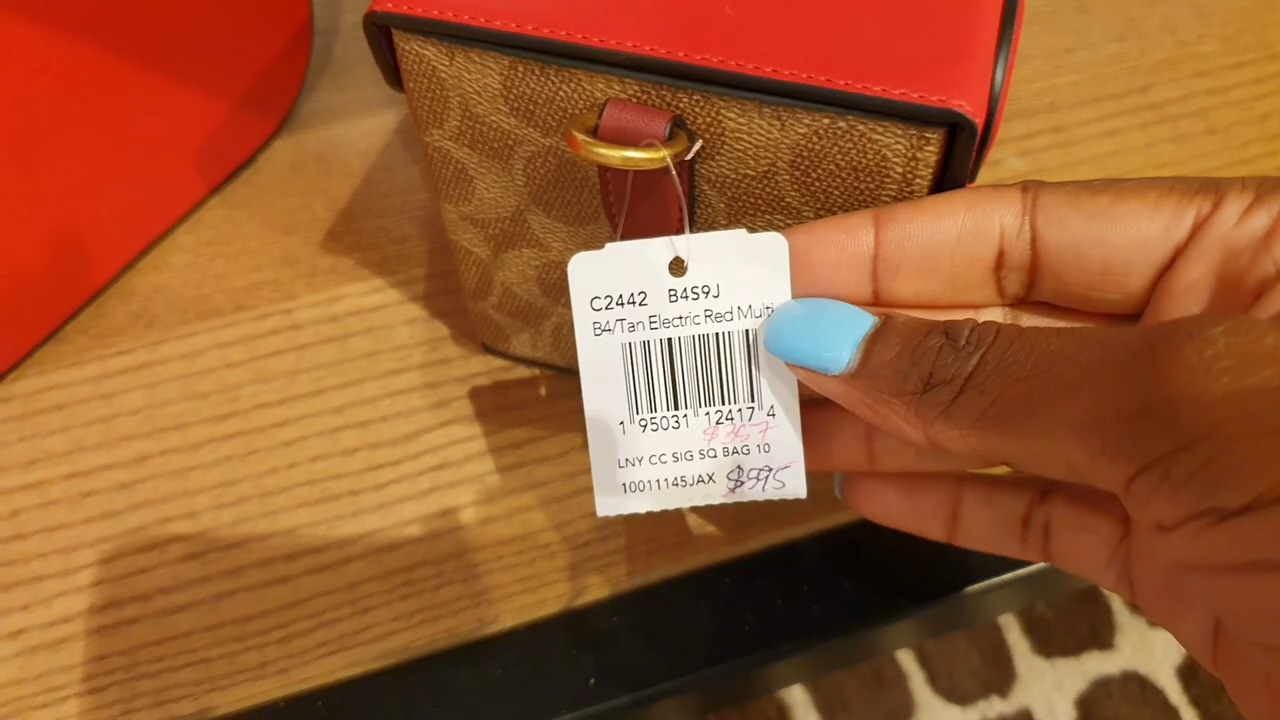 C2442 B4S9J
B4/Tan Electric Red Multi
1 95031 12417 4
$367
LNY CC SIG SQ BAG 10
10011145JAX $595